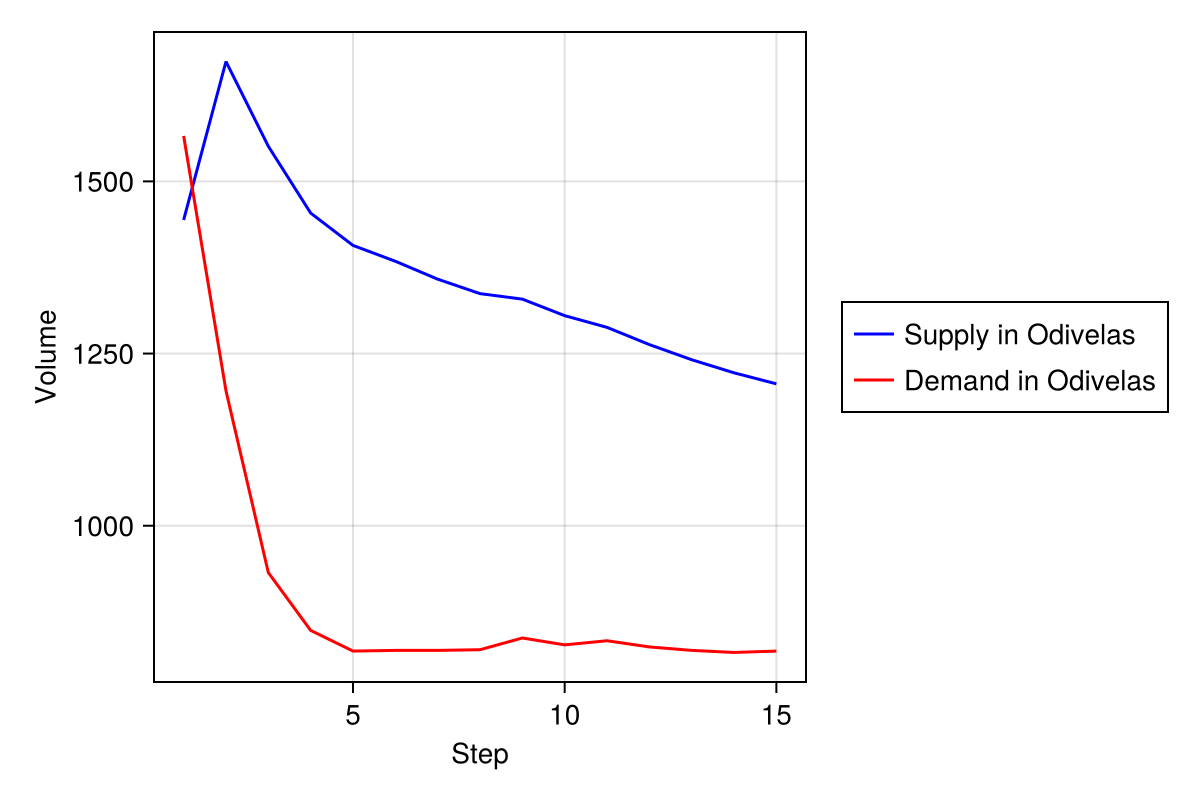 1500
1250
1000
Volume
5 10 15
Step
Supply in Odivelas
Demand in Odivelas